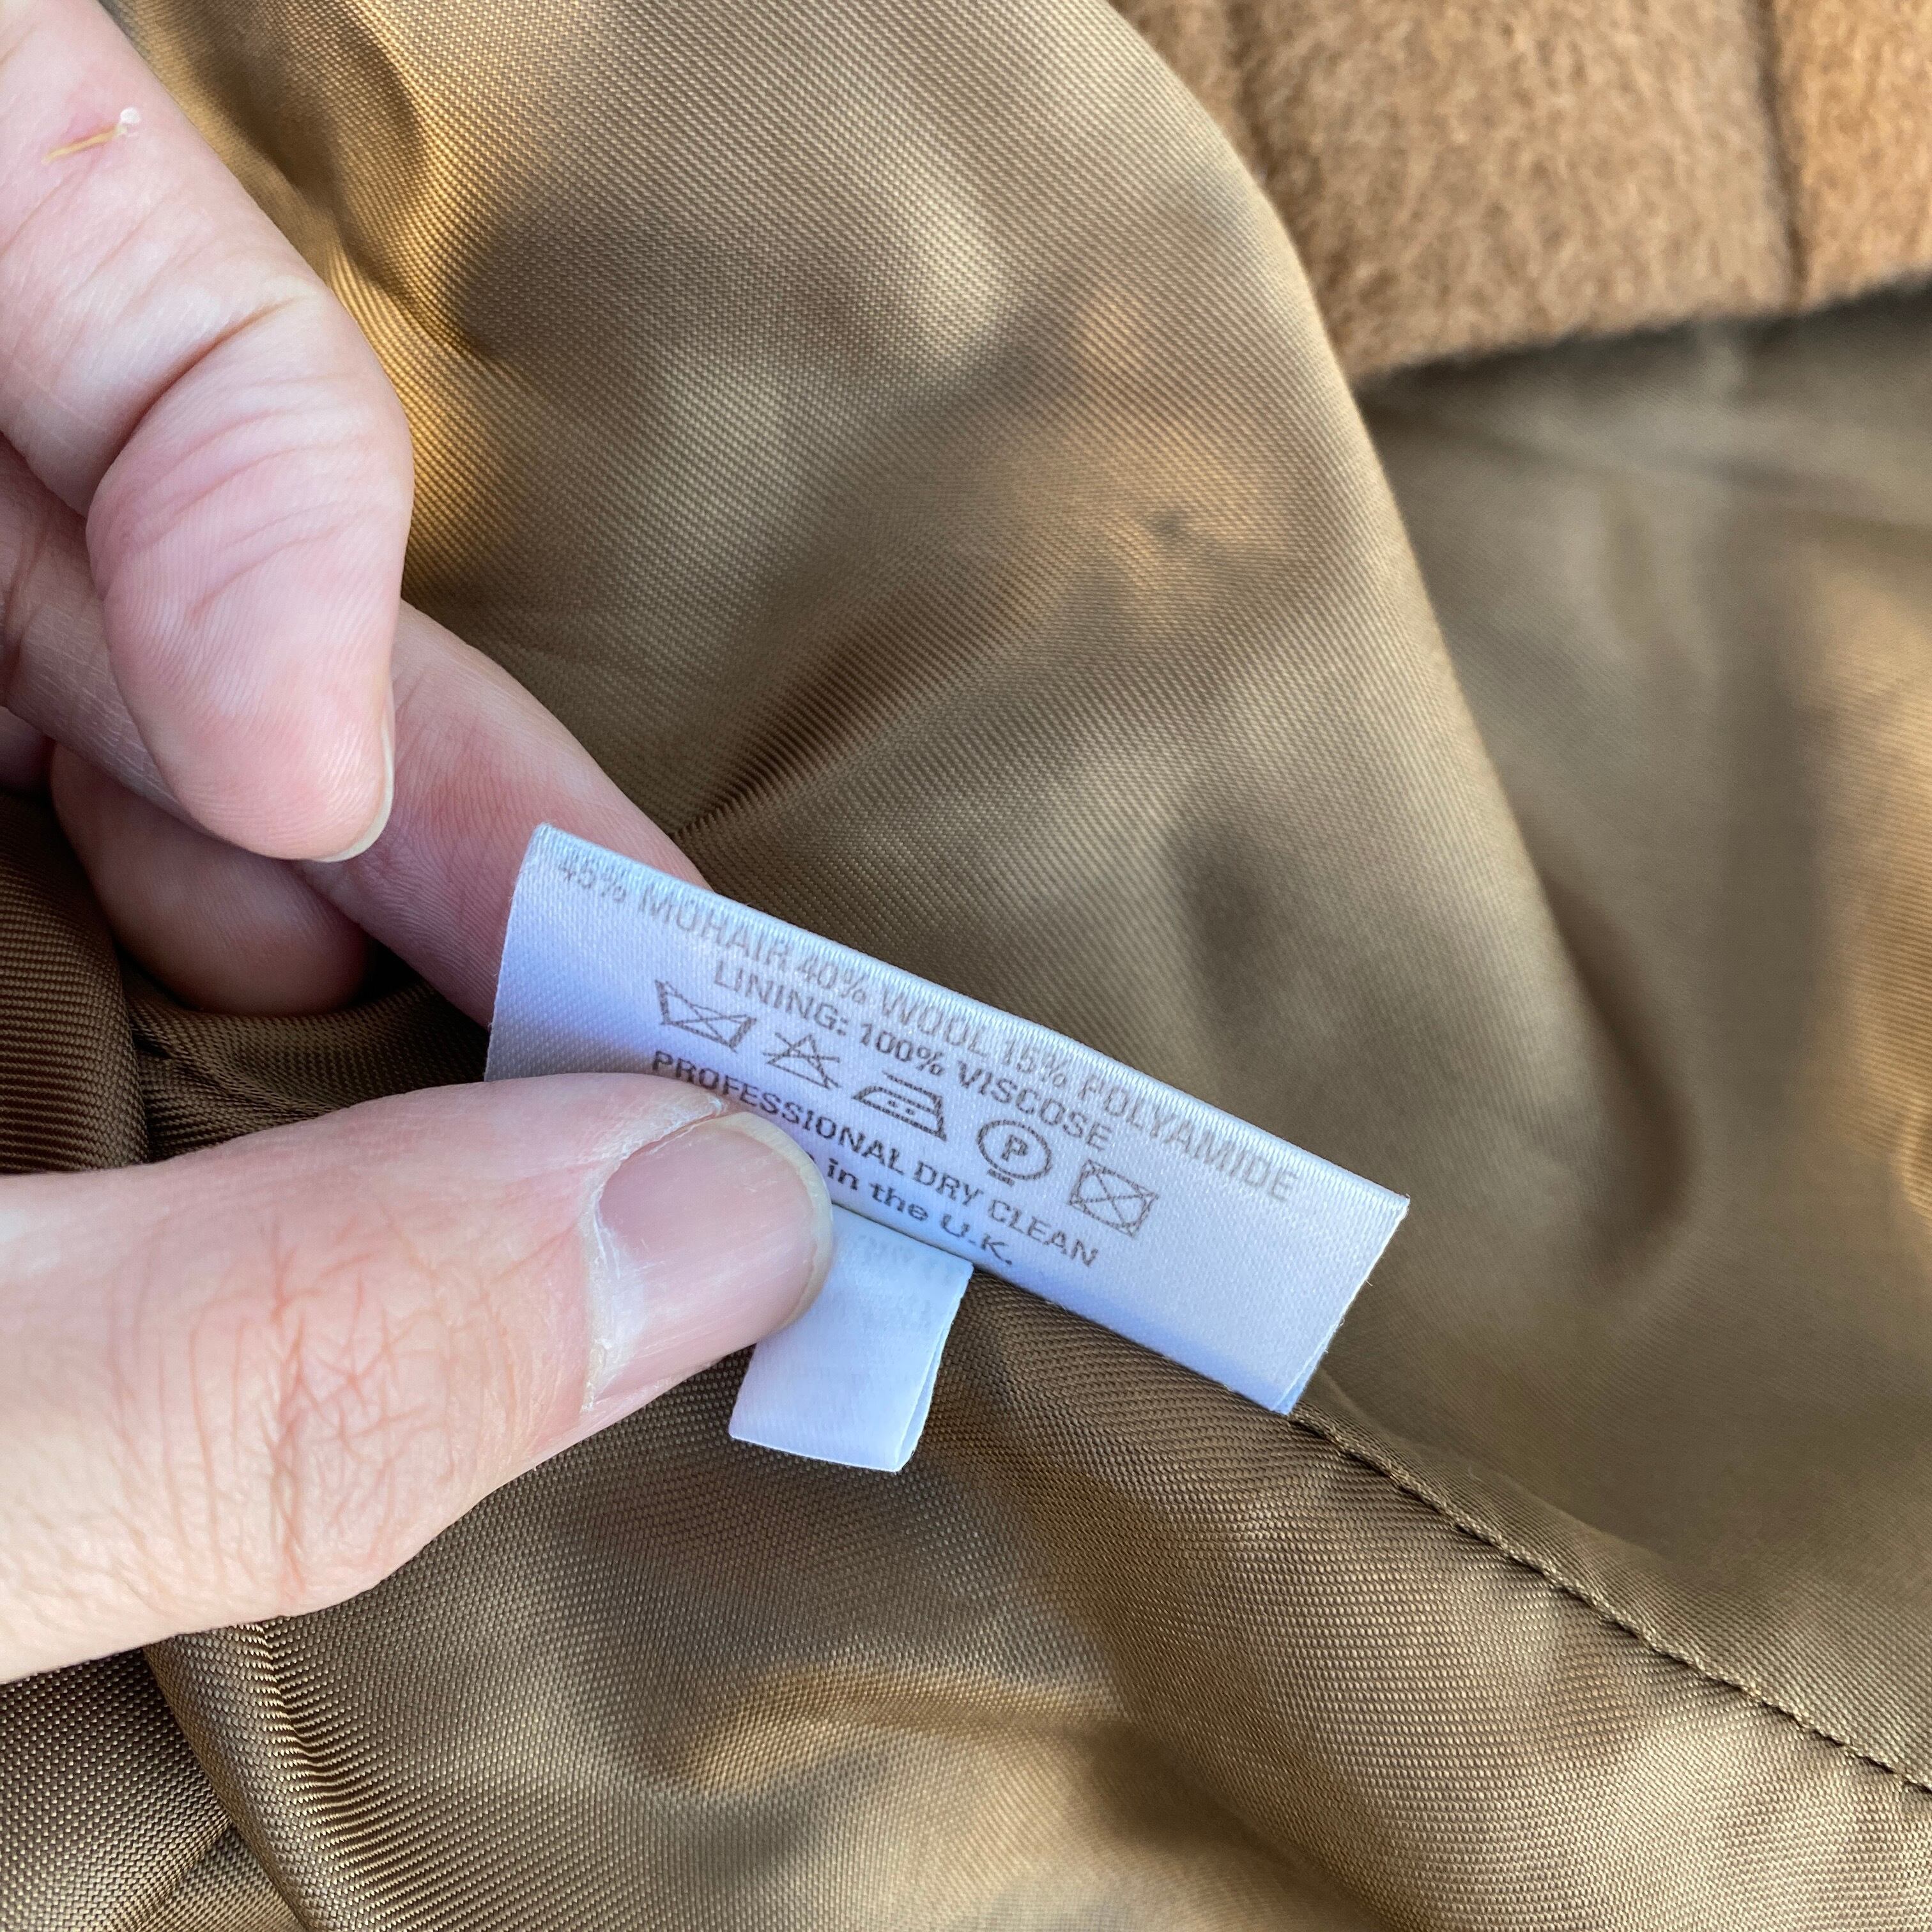 45% MOHAIR 40% WOOL 15% POLYAMIDE
LINING: 100% VISCOSE
P
PROFESSIONAL DRY CLEAN
in the U.K.